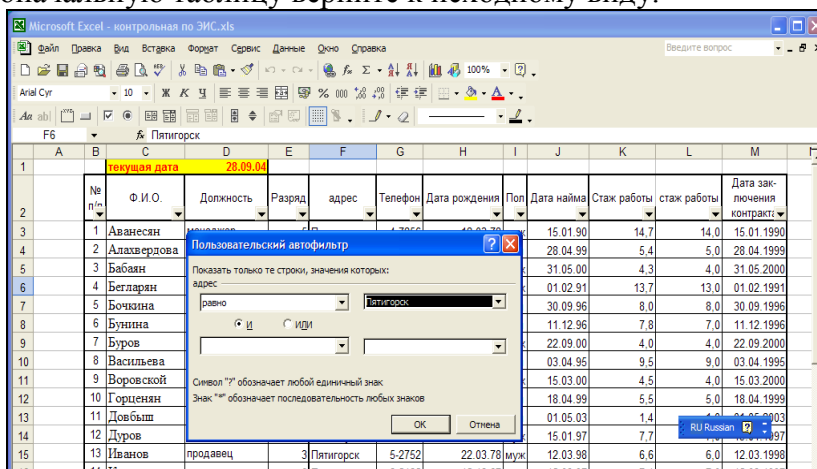 оначальную таблицу верните к исходному виду.
Microsoft Excel - контрольная по ЭИС.xls
Файл Правка Вид Вставка Формат Сервис Данные Окно Справка Введите вопрос
100%
Arial Cyr 10 Ж К Ч
F6 fx Пятигорск
A B C D E F G H I J K L M
1 текущая дата 28.09.04
2 № п/п Ф.И.О. Должность Разряд адрес Телефон Дата рождения Пол Дата найма Стаж работы стаж работы Дата зак-лючения контракта
3 1 Аванесян 15.01.90 14,7 14,0 15.01.1990
4 2 Алахвердова 28.04.99 5,4 5,0 28.04.1999
5 3 Бабаян 31.05.00 4,3 4,0 31.05.2000
6 4 Бегларян 01.02.91 13,7 13,0 01.02.1991
7 5 Бочкина 30.09.96 8,0 8,0 30.09.1996
8 6 Бунина 11.12.96 7,8 7,0 11.12.1996
9 7 Буров 22.09.00 4,0 4,0 22.09.2000
10 8 Васильева 03.04.95 9,5 9,0 03.04.1995
11 9 Воровской 15.03.00 4,5 4,0 15.03.2000
12 10 Горценян 18.04.99 5,5 5,0 18.04.1999
13 11 Довбыш 01.05.03 1,4
14 12 Дуров 15.01.97 7,7
15 13 Иванов продавец 3 Пятигорск 5-2752 22.03.78 муж 12.03.98 6,6 6,0 12.03.1998
Пользовательский автофильтр
Показать только те строки, значения которых:
адрес
равно Пятигорск
И ИЛИ
Символ "?" обозначает любой единичный знак
Знак "*" обозначает последовательность любых знаков
ОК Отмена
RU Russian